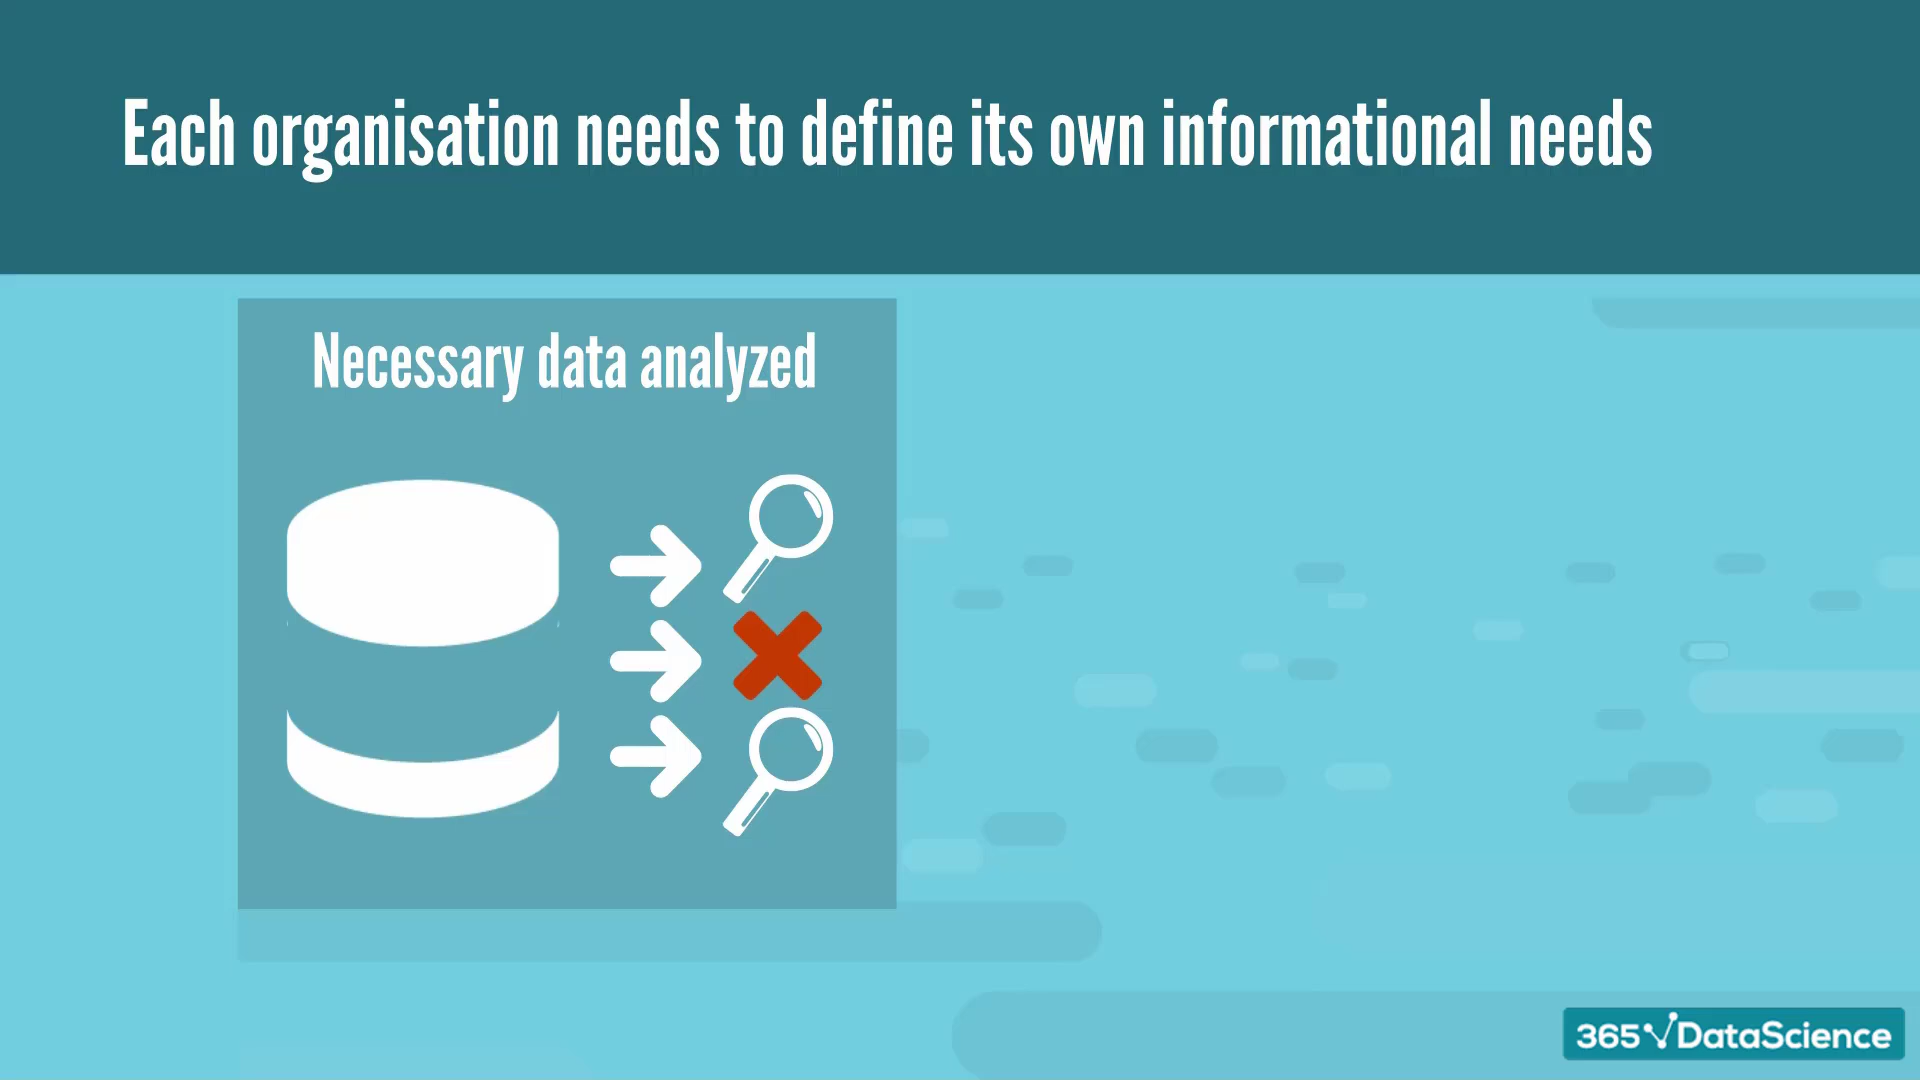 Each organisation needs to define its own informational needs
Necessary data analyzed
365 DataScience